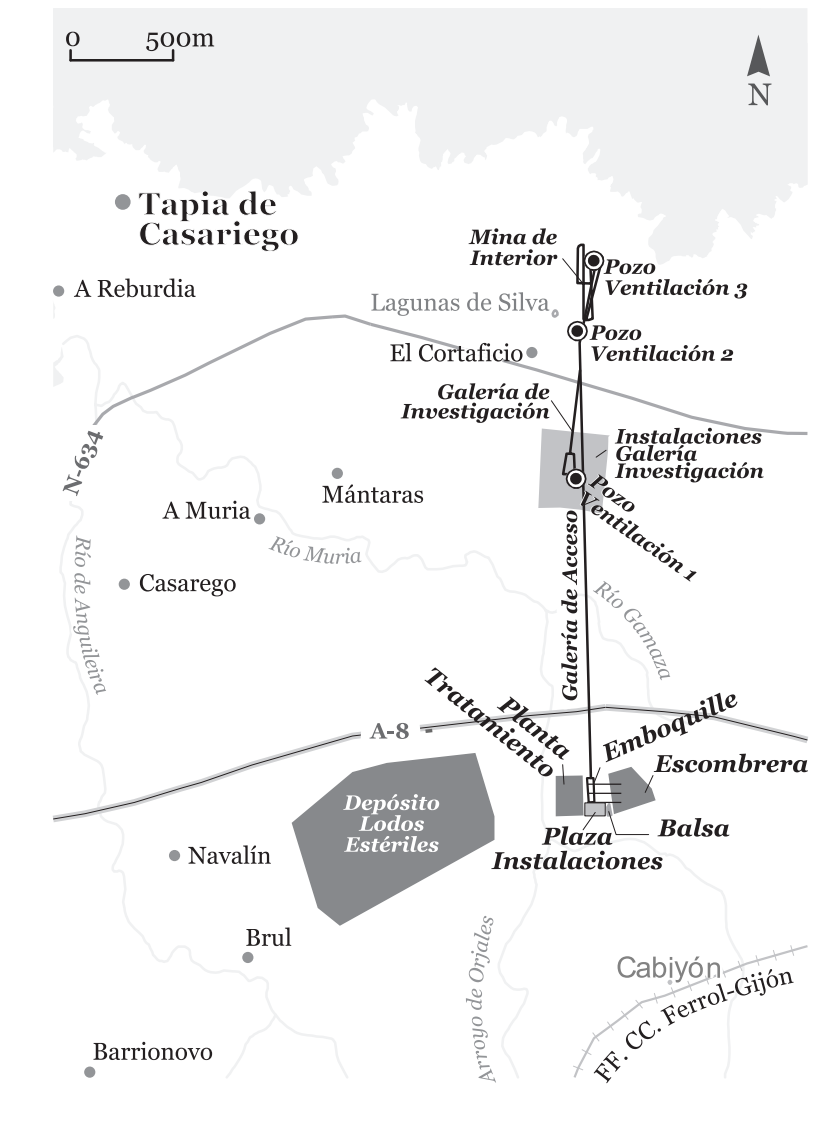 0 500m
N
Tapia de
Casariego
Mina de
Interior
Pozo
Ventilación 3
A Reburdia
Lagunas de Silva
Pozo
Ventilación 2
El Cortaficio
Galería de
Investigación
Instalaciones
Galería
Investigación
N-634
Mántaras
Pozo
Ventilación 1
A Muria
Río Muria
Galería de Acceso
Río de Anguileira
Casarego
Río Gamaza
Planta
Tratamiento
A-8
Emboquille
Escombrera
Depósito
Lodos
Estériles
Balsa
Plaza
Instalaciones
Navalín
Brul
Arroyo de Orjales
Cabiyón
FF. CC. Ferrol-Gijón
Barrionovo